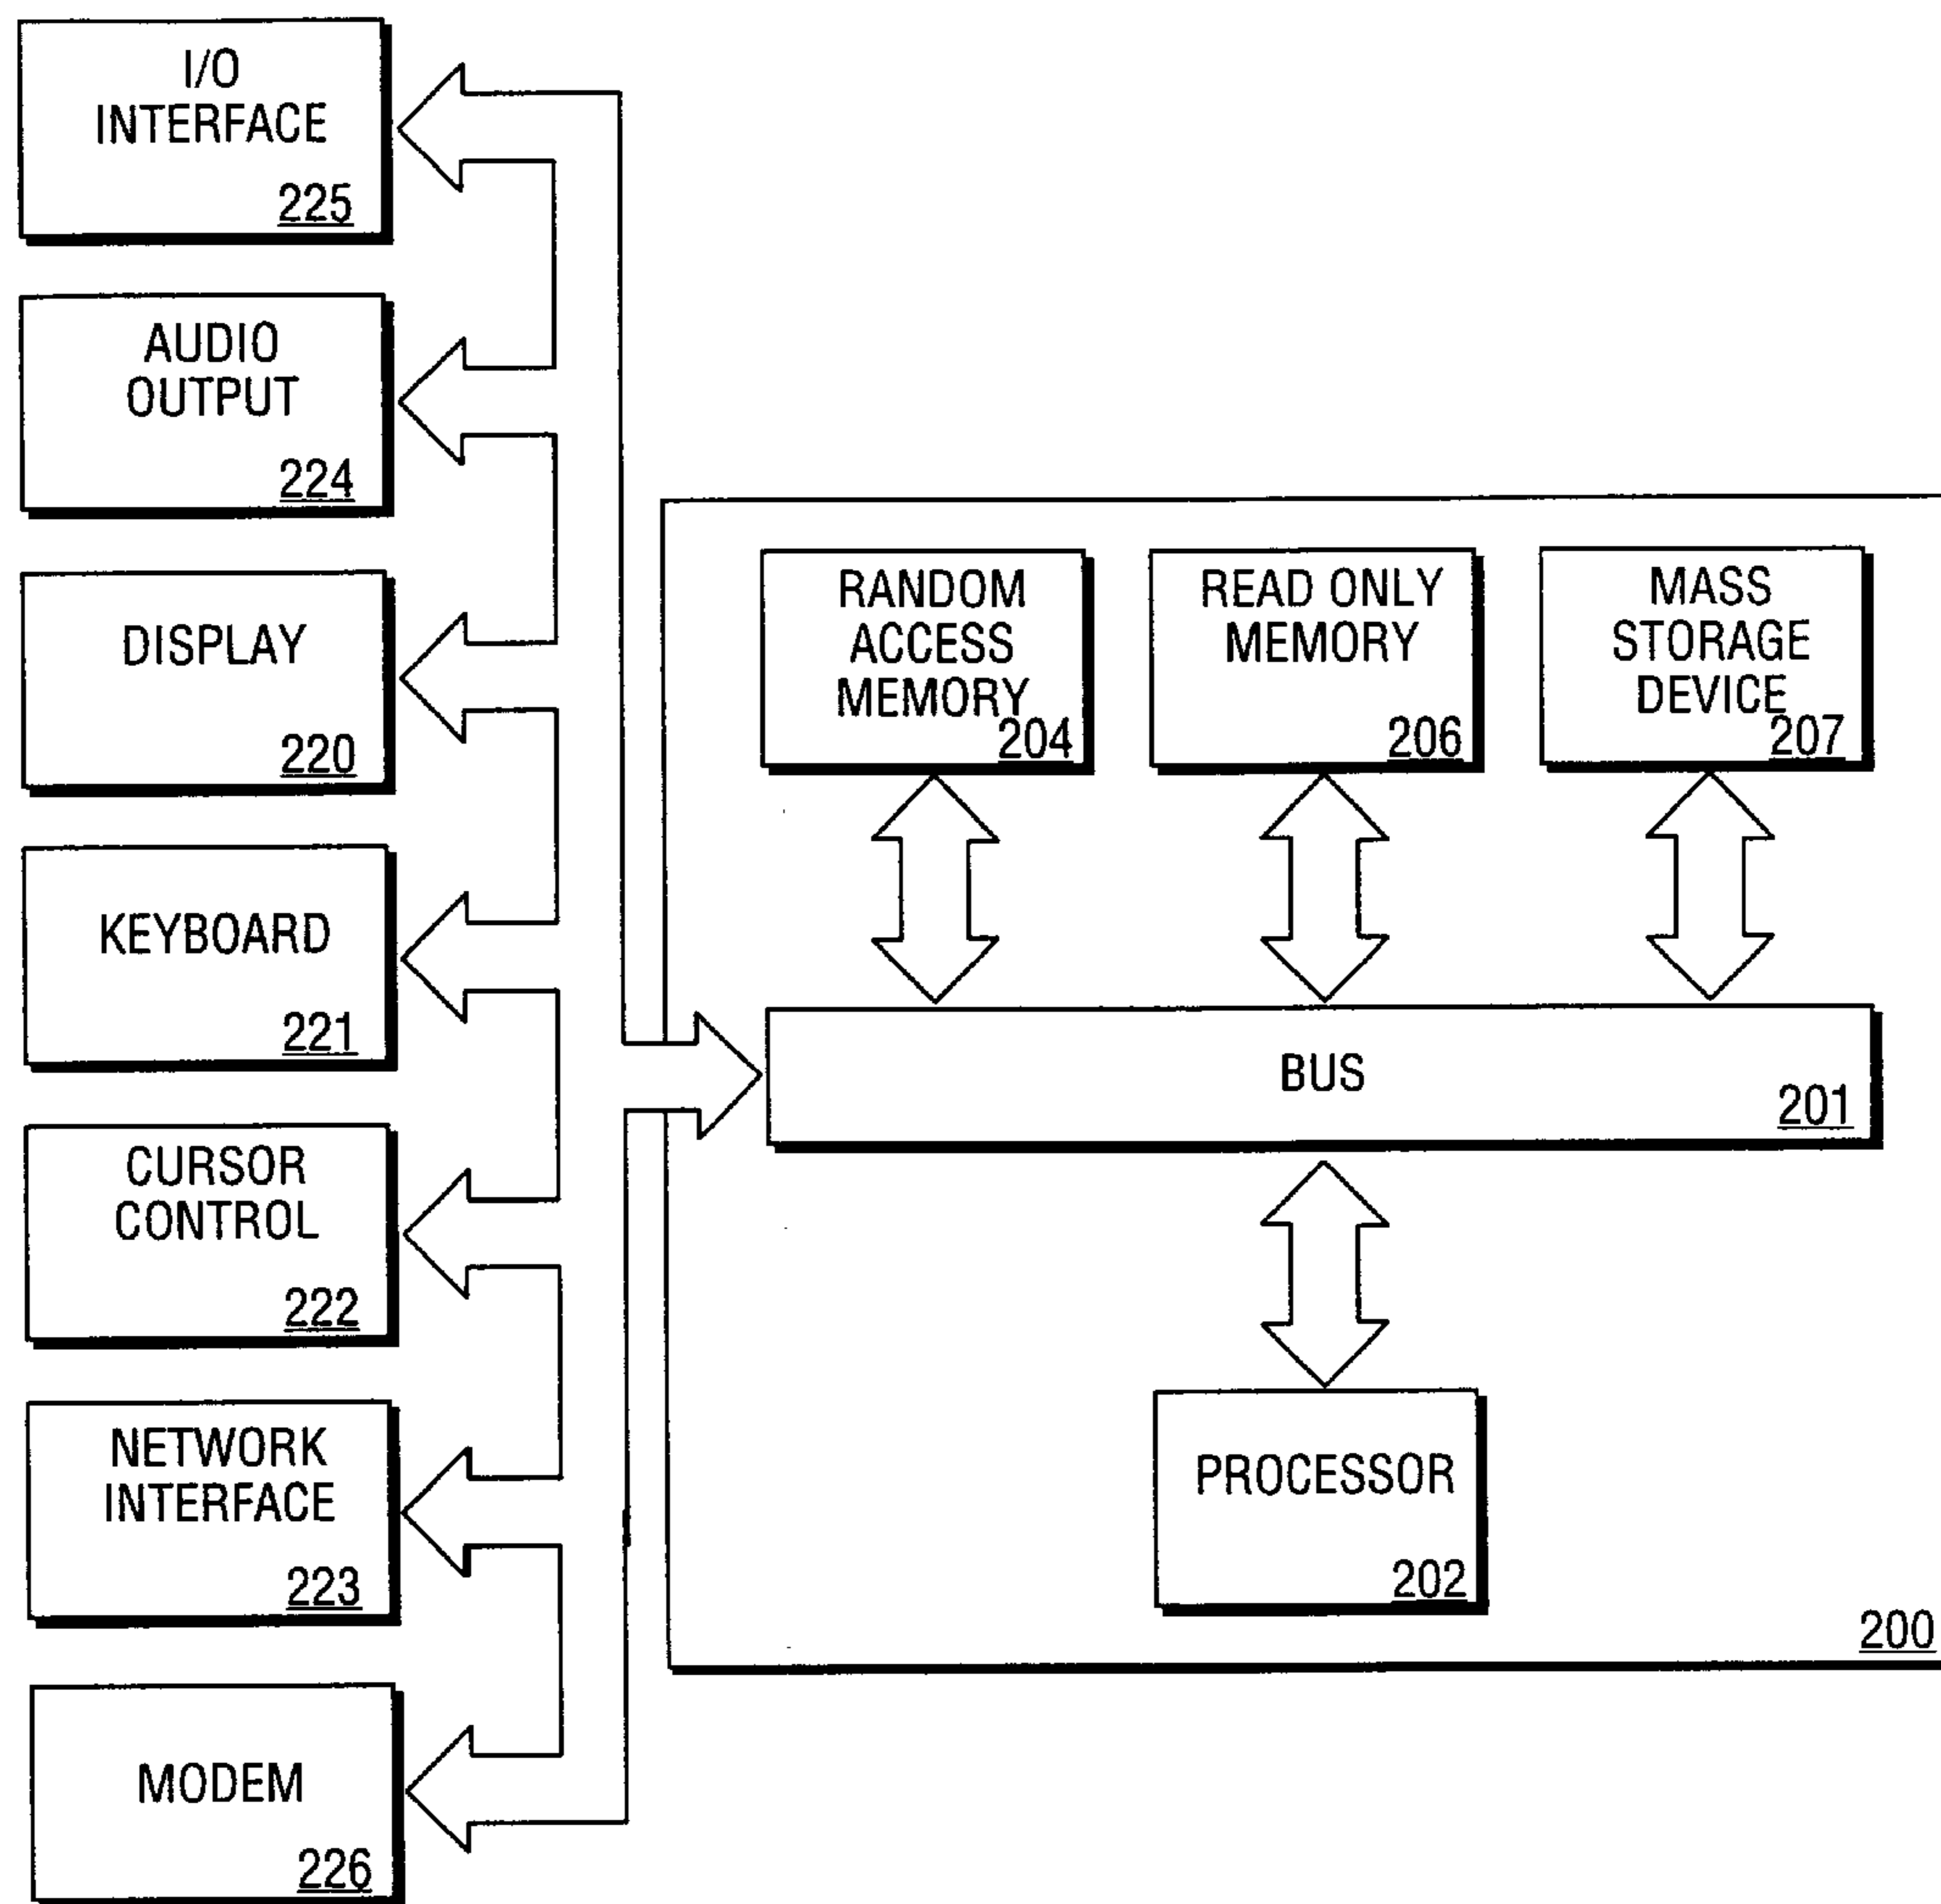 I/O
INTERFACE
225
AUDIO
OUTPUT
224
DISPLAY
220
KEYBOARD
221
CURSOR
CONTROL
222
NETWORK
INTERFACE
223
MODEM
226
RANDOM
ACCESS
MEMORY
204
READ ONLY
MEMORY
206
MASS
STORAGE
DEVICE
207
BUS
201
PROCESSOR
202
200